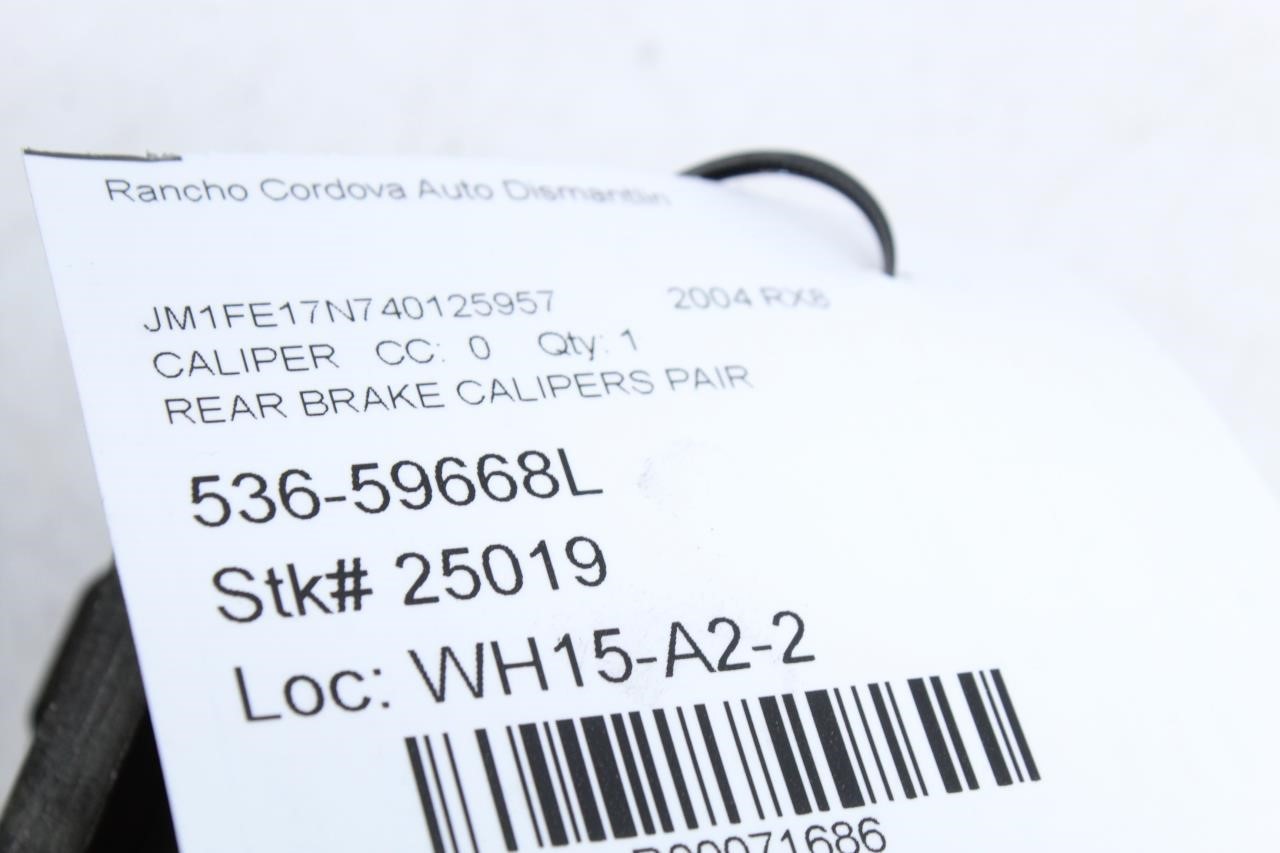 Rancho Cordova Auto Dismantlin
JM1FE17N740125957 2004 RX8
CALIPER CC: 0 Qty: 1
REAR BRAKE CALIPERS PAIR
536-59668L
Stk# 25019
Loc: WH15-A2-2